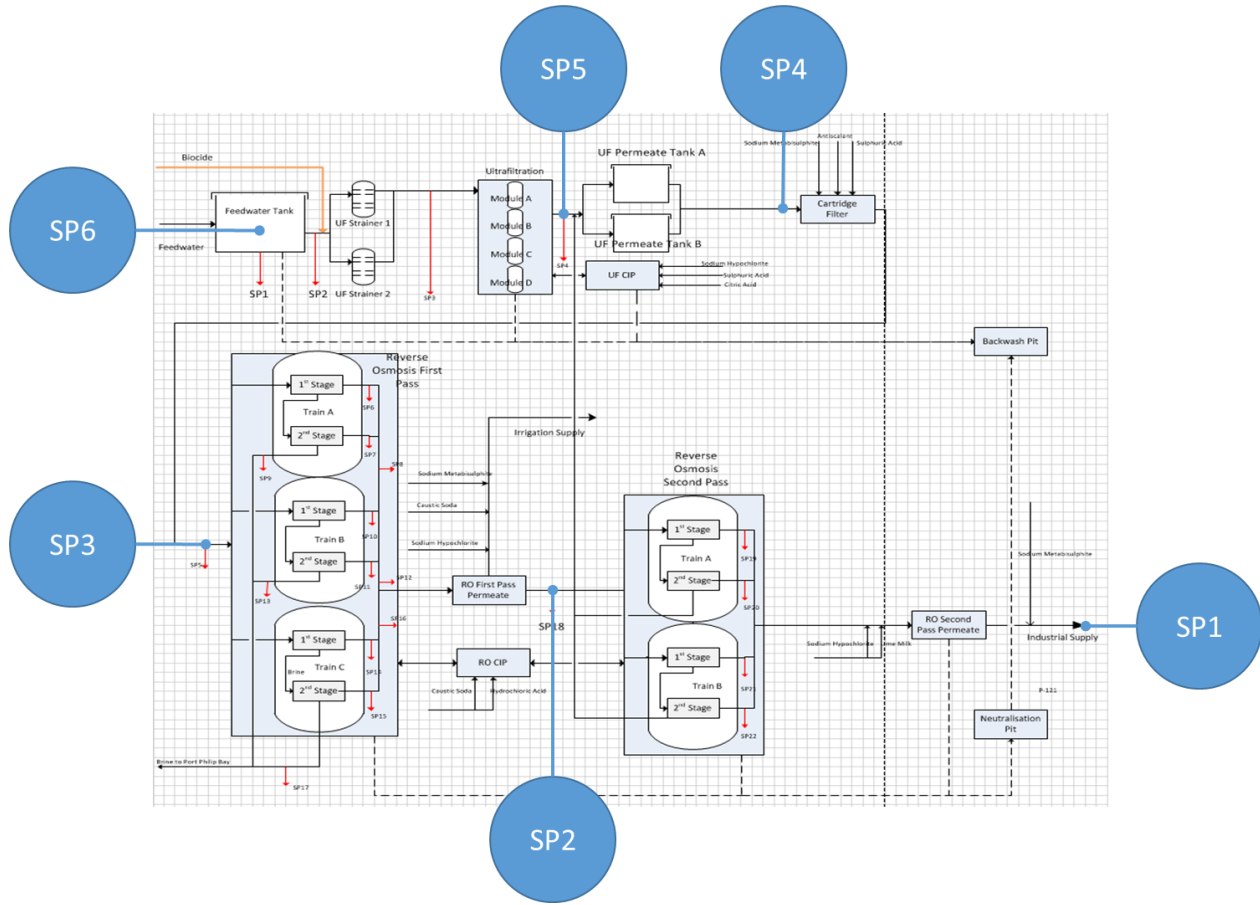 SP5
SP4
SP6
SP3
SP2
SP1
Biocide
Feedwater Tank
Feedwater
SP1
SP2
UF Strainer 1
UF Strainer 2
SP3
Ultrafiltration
Module A
Module B
Module C
Module D
SP4
UF Permeate Tank A
UF Permeate Tank B
UF CIP
Sodium Hypochlorite
Sulphuric Acid
Citric Acid
Antiscalant
Sodium Metabisulphite
Sulphuric Acid
Cartridge
Filter
Backwash Pit
Reverse
Osmosis First
Pass
1st Stage
SP6
Train A
2nd Stage
SP7
SP8
SP9
1st Stage
SP10
Train B
2nd Stage
SP11
SP12
SP13
SP16
1st Stage
Train C
Brine
2nd Stage
SP15
SP5
Brine to Port Philip Bay
SP17
Irrigation Supply
Sodium Metabisulphite
Caustic Soda
Sodium Hypochlorite
RO First Pass
Permeate
SP18
RO CIP
Caustic Soda
Hydrochloric Acid
Reverse
Osmosis
Second Pass
1st Stage
SP19
Train A
2nd Stage
SP20
1st Stage
SP21
Train B
2nd Stage
SP22
Sodium Hypochlorite
Milk
RO Second
Pass Permeate
Sodium Metabisulphite
Industrial Supply
P-121
Neutralisation
Pit